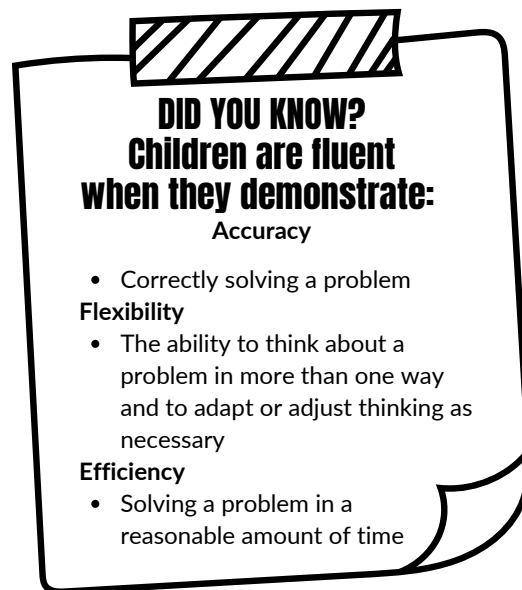 DID YOU KNOW?
Children are fluent
when they demonstrate:
Accuracy
• Correctly solving a problem
Flexibility
• The ability to think about a
problem in more than one way
and to adapt or adjust thinking as
necessary
Efficiency
• Solving a problem in a
reasonable amount of time